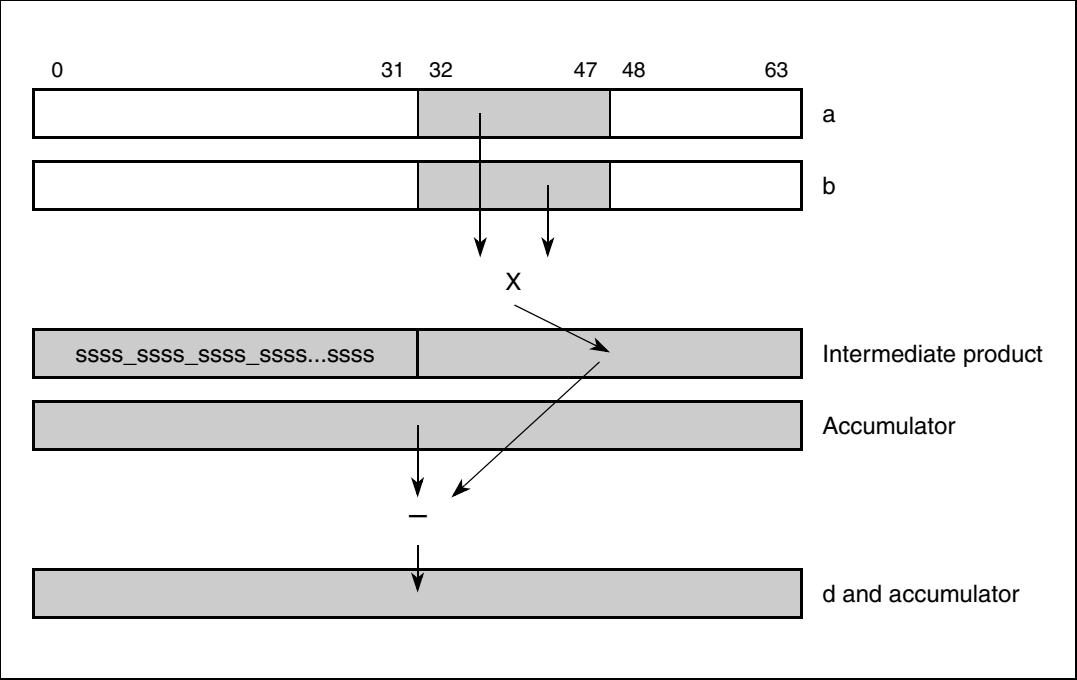 0 31 32 47 48 63
a
b
X
ssss_ssss_ssss_ssss...ssss Intermediate product
Accumulator
–
d and accumulator